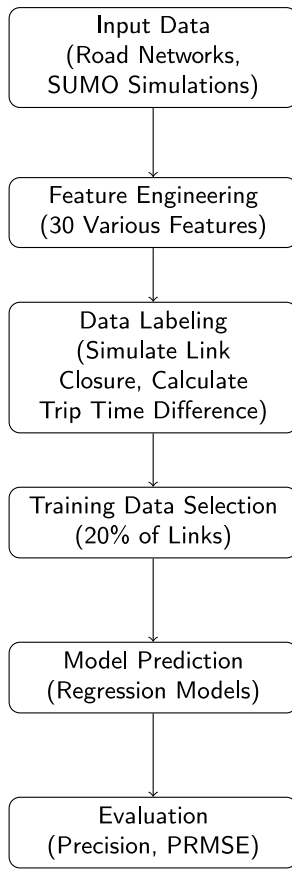 Input Data
(Road Networks,
SUMO Simulations)
Feature Engineering
(30 Various Features)
Data Labeling
(Simulate Link
Closure, Calculate
Trip Time Difference)
Training Data Selection
(20% of Links)
Model Prediction
(Regression Models)
Evaluation
(Precision, PRMSE)